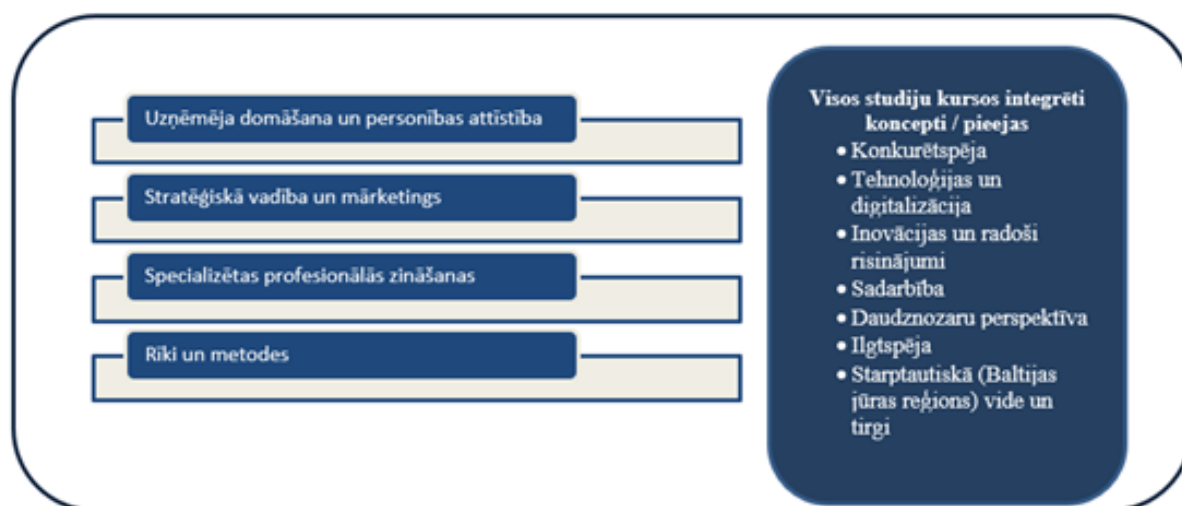 Uzņēmēja domāšana un personības attīstība
Stratēģiskā vadība un mārketings
Specializētas profesionālās zināšanas
Rīki un metodes
Visos studiju kursos integrēti
koncepti / pieejas
• Konkurētspēja
• Tehnoloģijas un
digitalizācija
• Inovācijas un radoši
risinājumi
• Sadarbība
• Daudznozaru perspektīva
• Ilgtspēja
• Starptautiskā (Baltijas
jūras reģions) vide un
tirgi